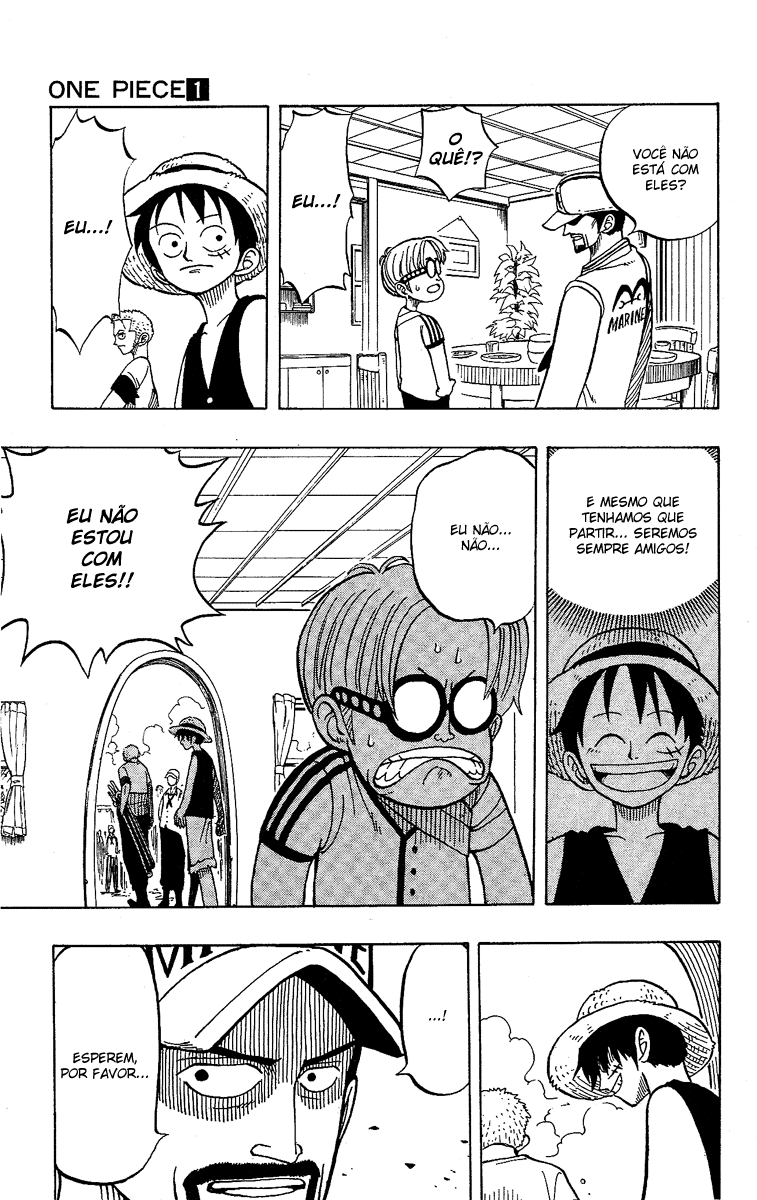 ONE PIECE 1
VOCÊ NÃO
ESTÁ COM
ELES?
O
QUÊ!?
MARINE
EU...!
EU...!
E MESMO QUE
TENHAMOS QUE
PARTIR... SEREMOS
SEMPRE AMIGOS!
EU NÃO...
NÃO...
EU NÃO
ESTOU
COM
ELES!!
...!
ESPEREM,
POR FAVOR...